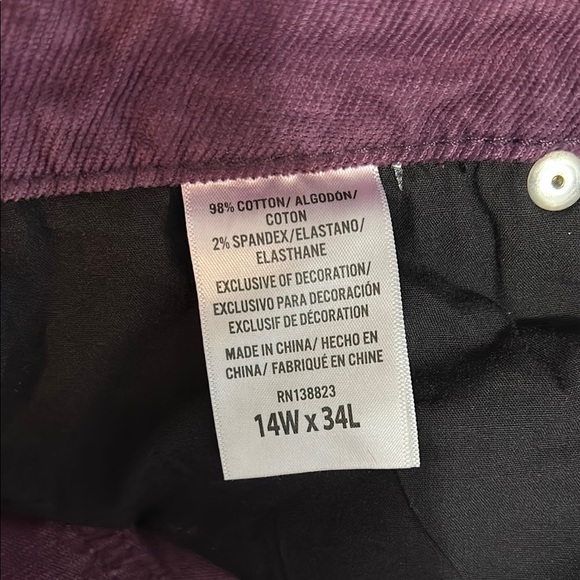 98% COTTON/ ALGODÓN/
COTON
2% SPANDEX/ELASTANO/
ELASTHANE
EXCLUSIVE OF DECORATION/
EXCLUSIVO PARA DECORACIÓN
EXCLUSIF DE DÉCORATION
MADE IN CHINA/ HECHO EN
CHINA/ FABRIQUÉ EN CHINE
RN138823
14W x 34L